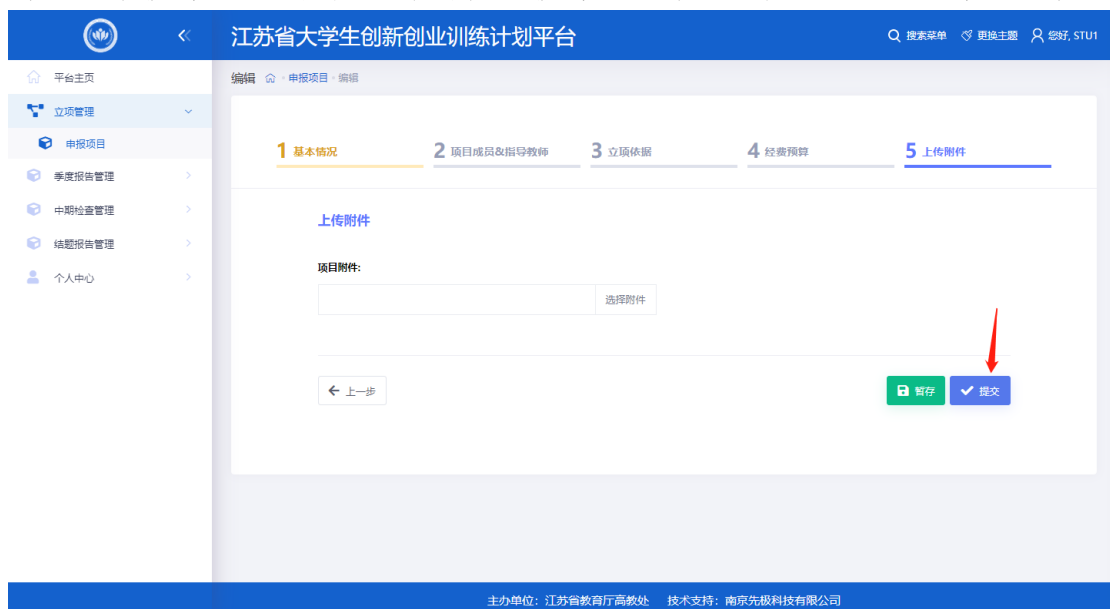 江苏省大学生创新创业训练计划平台
搜索菜单 更换主题 您好, STU1
平台主页
立项管理
申报项目
季度报告管理
中期检查管理
结题报告管理
个人中心
编辑 申报项目 编辑
1 基本情况 2 项目成员&指导教师 3 立项依据 4 经费预算 5 上传附件
上传附件
项目附件:
选择附件
上一步 暂存 提交
主办单位：江苏省教育厅高教处 技术支持：南京先极科技有限公司